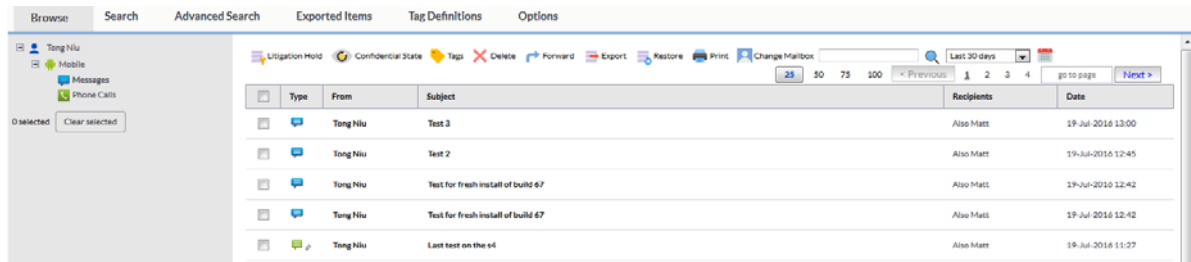 Browse Search Advanced Search Exported Items Tag Definitions Options
Tong Niu
Mobile
Messages
Phone Calls
0 selected Clear selected
Litigation Hold Confidential State Tags Delete Forward Export Restore Print Change Mailbox Last 30 days
25 50 75 100 < Previous 1 2 3 4 go to page Next >
Type From Subject Recipients Date
Tong Niu Test 3 Also Matt 19-Jul-2016 13:00
Tong Niu Test 2 Also Matt 19-Jul-2016 12:45
Tong Niu Test for fresh install of build 67 Also Matt 19-Jul-2016 12:42
Tong Niu Test for fresh install of build 67 Also Matt 19-Jul-2016 12:42
Tong Niu Last test on the s4 Also Matt 19-Jul-2016 11:27